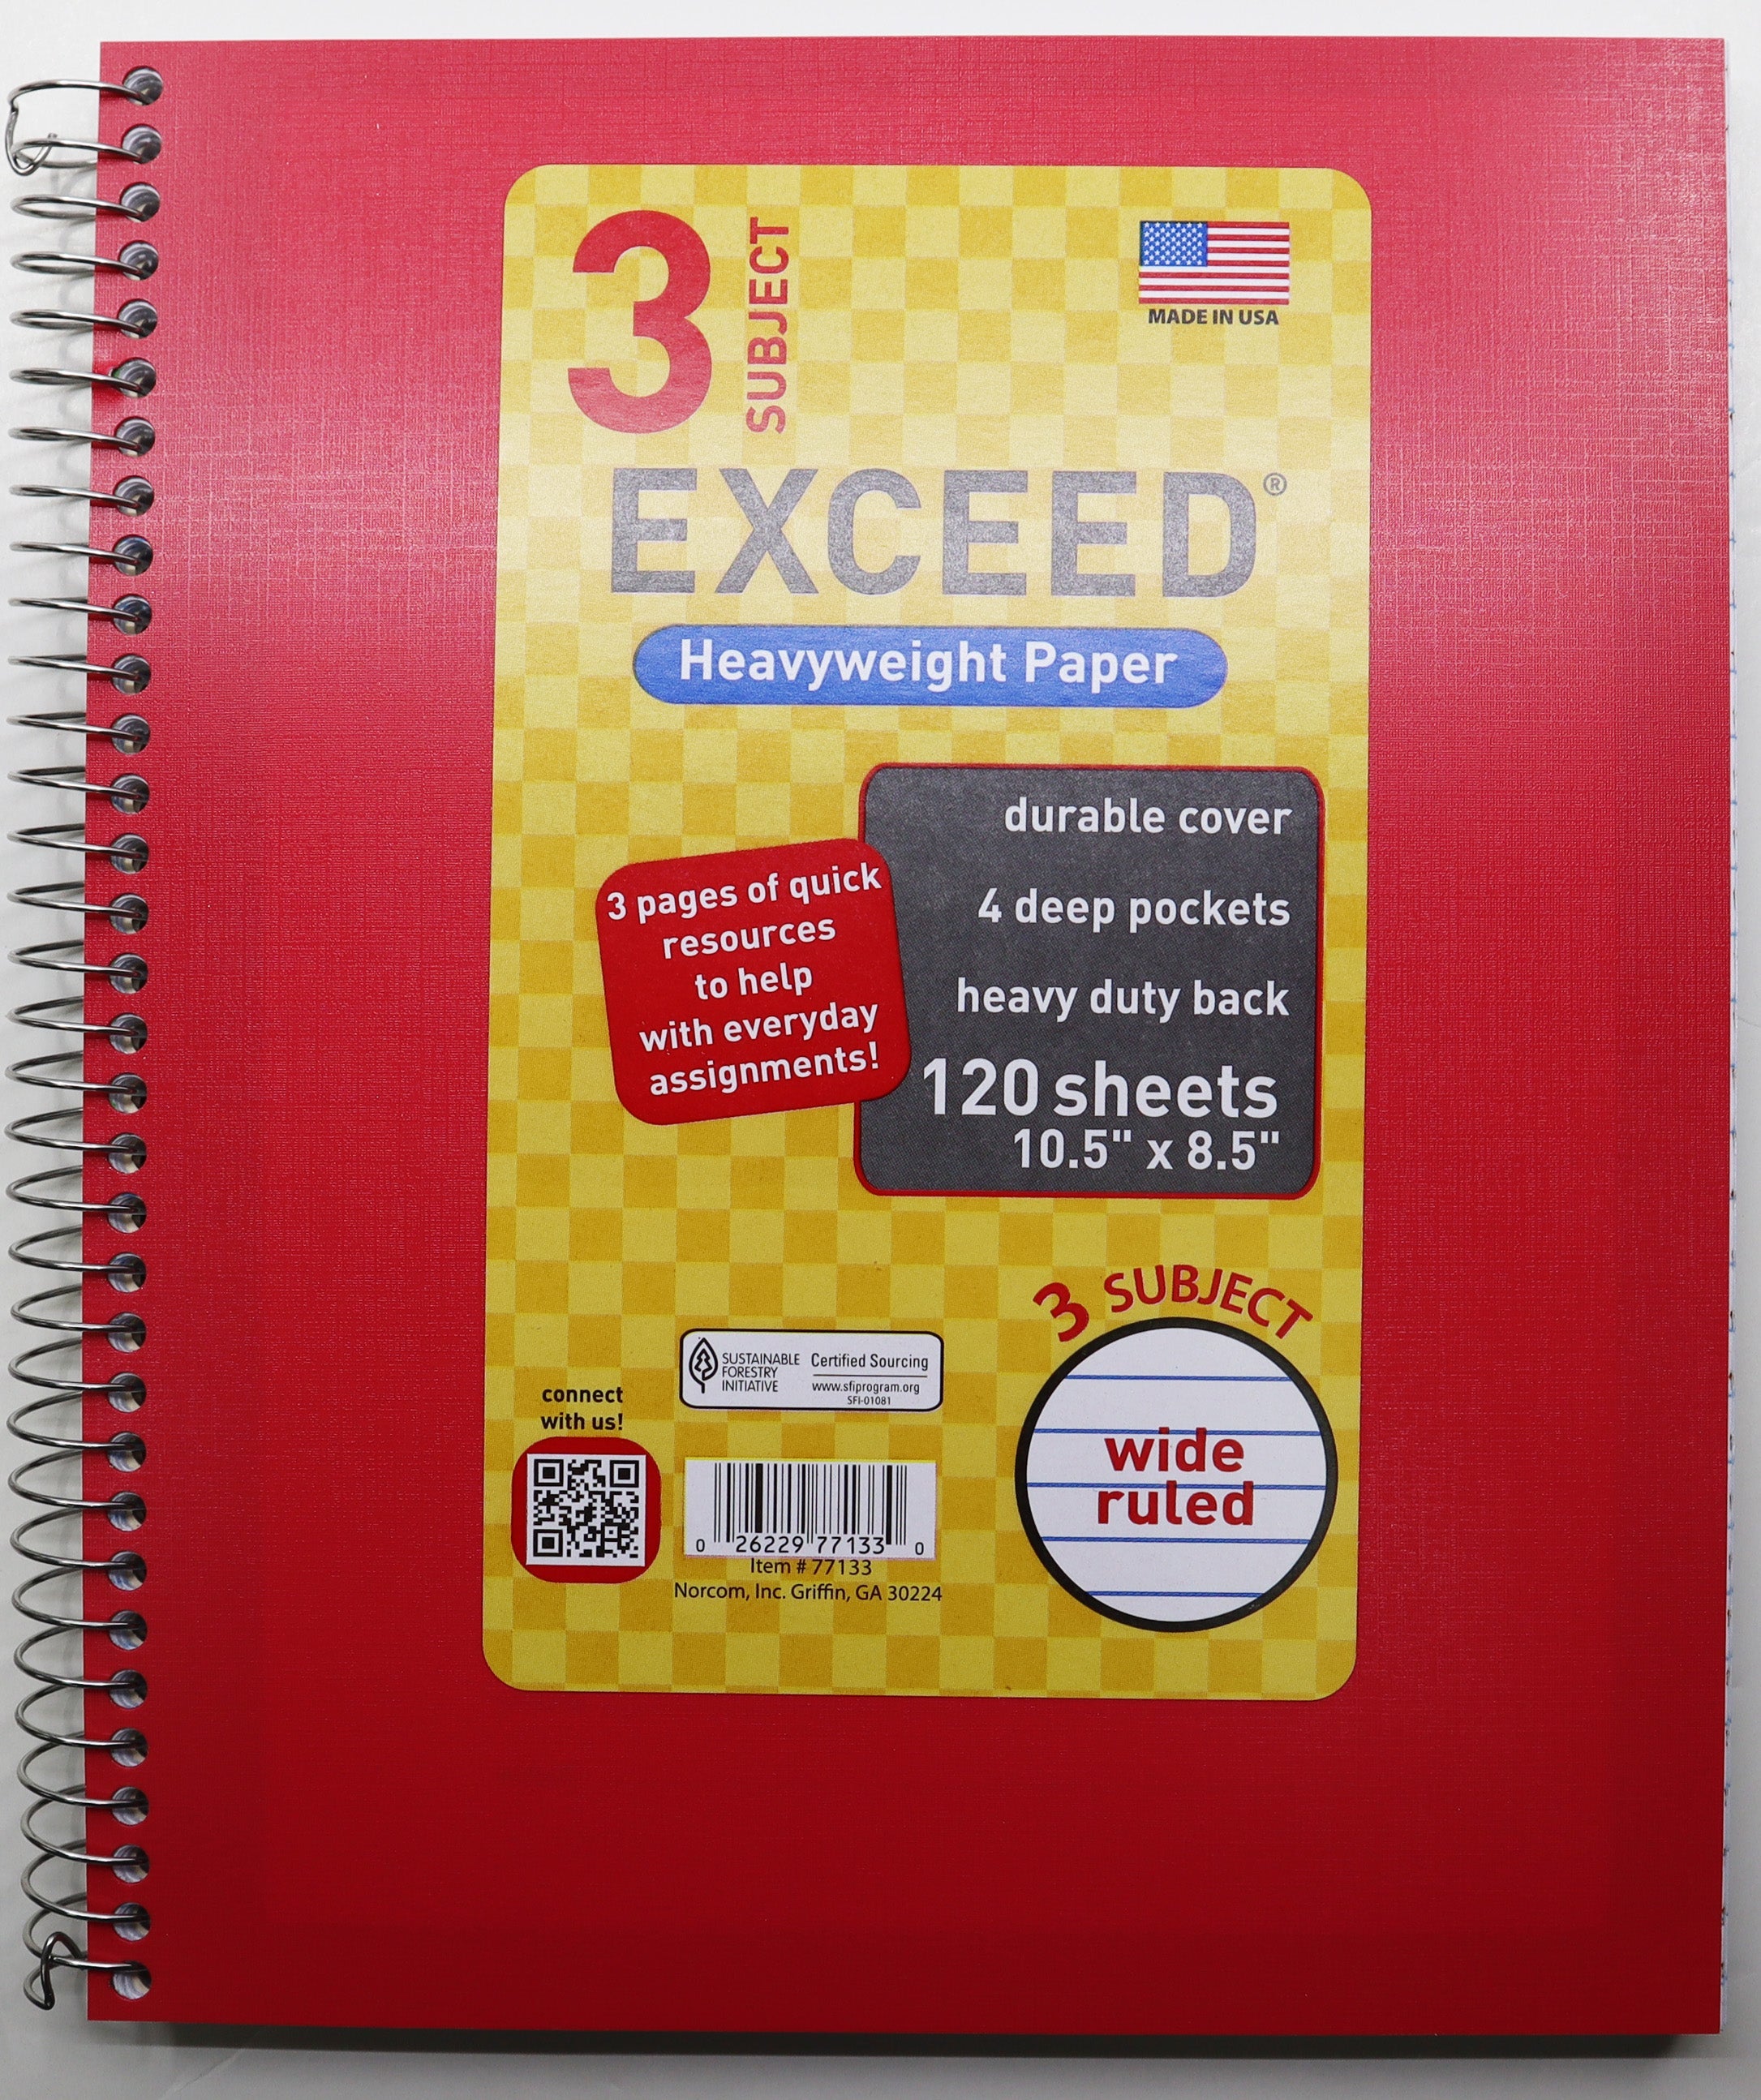 3 SUBJECT
MADE IN USA
EXCEED®
Heavyweight Paper
durable cover
4 deep pockets
heavy duty back
120 sheets
10.5" x 8.5"
3 pages of quick
resources
to help
with everyday
assignments!
3 SUBJECT
wide
ruled
SUSTAINABLE
FORESTRY
INITIATIVE
Certified Sourcing
www.sfiprogram.org
SFI-01081
connect
with us!
0 26229 77133 0
Item # 77133
Norcom, Inc. Griffin, GA 30224